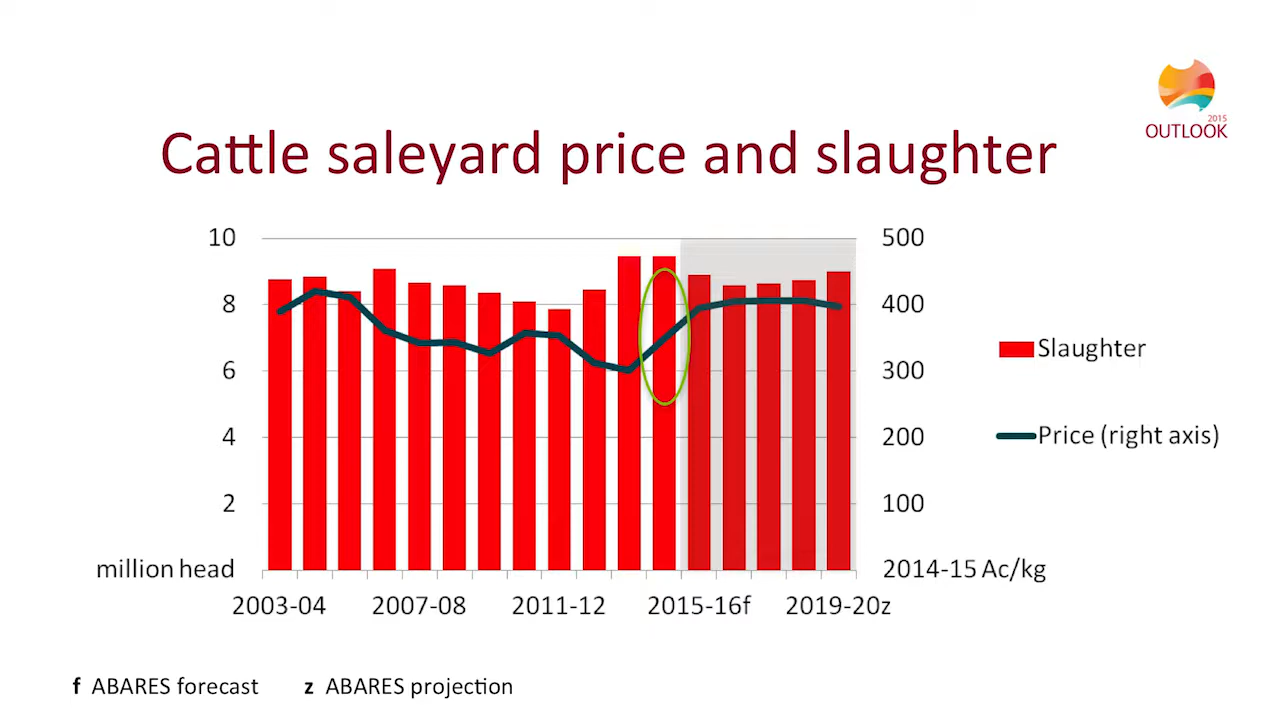 2015
OUTLOOK
Cattle saleyard price and slaughter
10
8
6
4
2
million head
500
400
300
200
100
2014-15 Ac/kg
2003-04
2007-08
2011-12
2015-16f
2019-20z
Slaughter
Price (right axis)
f ABARES forecast z ABARES projection